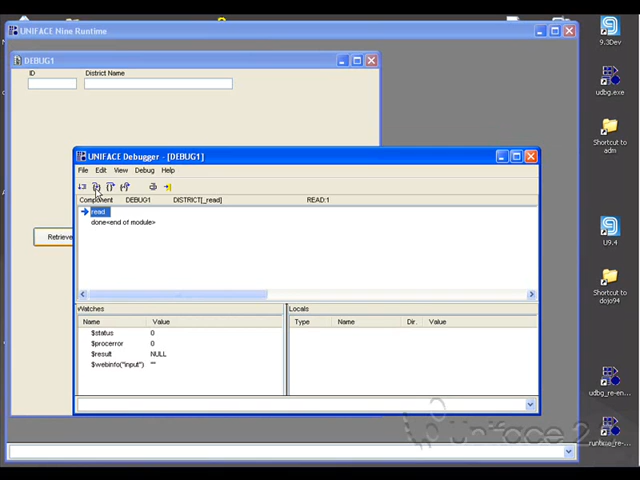 UNIFACE Nine Runtime
DEBUG1
ID District Name
Retrieve
UNIFACE Debugger - [DEBUG1]
File Edit View Debug Help
Component DEBUG1 DISTRICT[_read] READ:1
read
done<end of module>
Watches
Name Value
$status 0
$procerror 0
$result NULL
$webinfo("input") ""
Locals
Type Name Dir. Value
9.3Dev
udbg.exe
Shortcut to
adm
U9.4
Shortcut to
dojo94
udbg_re-en...
runtime_re-...
Uniface